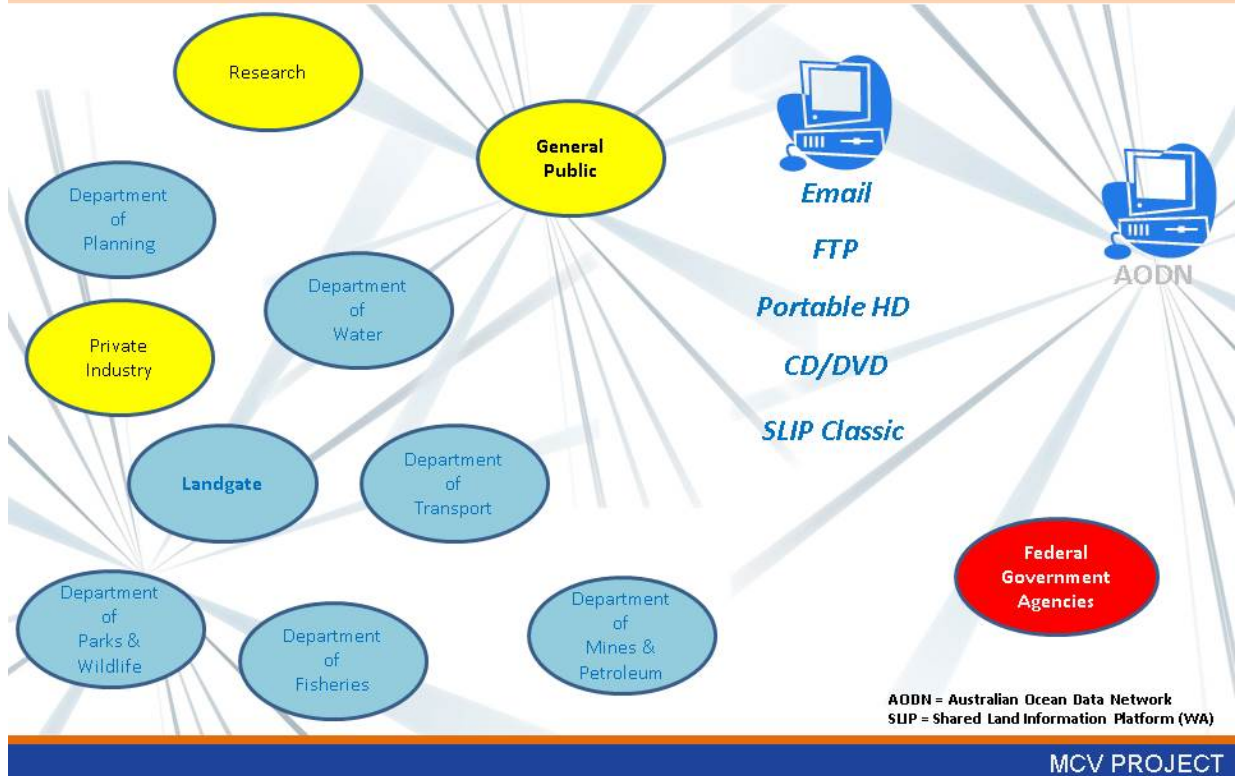 Research
General
Public
Email
Department
of
Planning
FTP
AODN
Department
of
Water
Portable HD
Private
Industry
CD/DVD
SLIP Classic
Landgate
Department
of
Transport
Federal
Government
Agencies
Department
of
Parks &
Wildlife
Department
of
Fisheries
Department
of
Mines &
Petroleum
AODN = Australian Ocean Data Network
SLIP = Shared Land Information Platform (WA)
MCV PROJECT